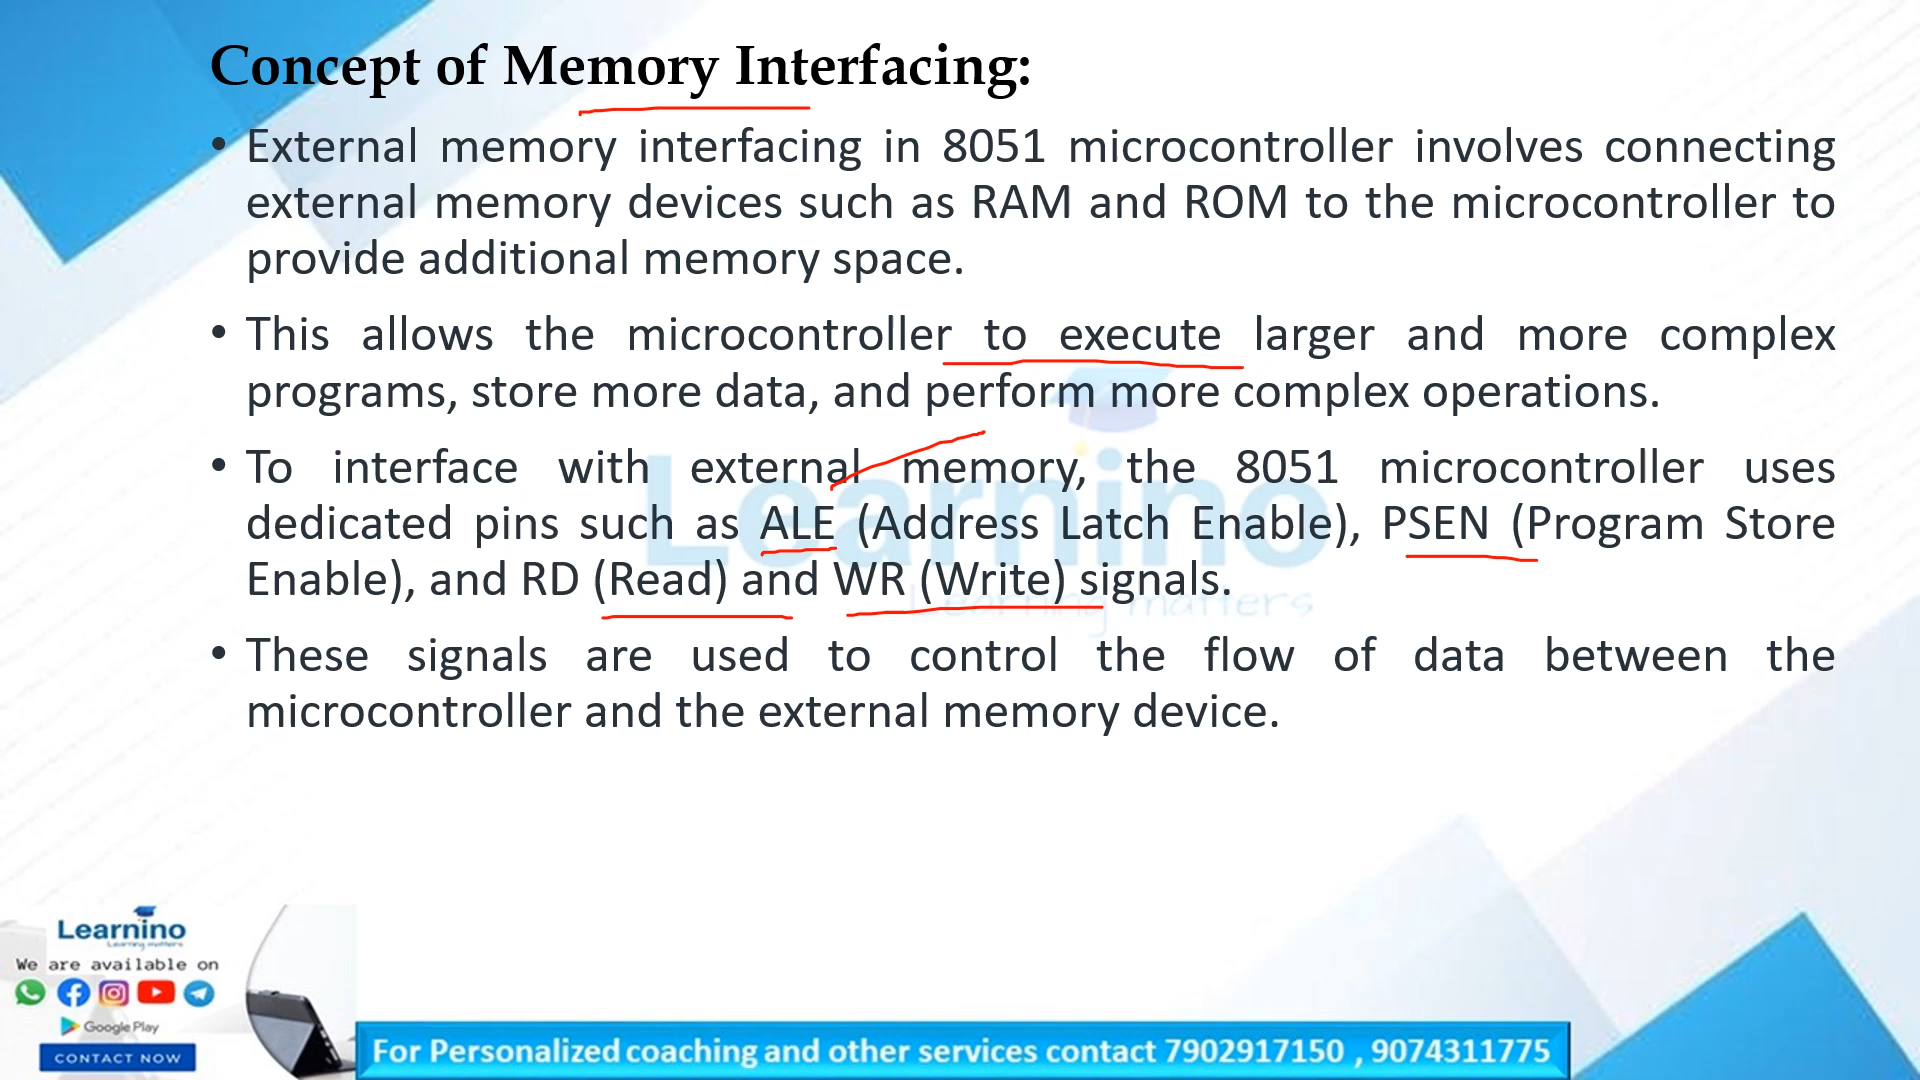 Concept of Memory Interfacing:
• External memory interfacing in 8051 microcontroller involves connecting
external memory devices such as RAM and ROM to the microcontroller to
provide additional memory space.
• This allows the microcontroller to execute larger and more complex
programs, store more data, and perform more complex operations.
• To interface with external memory, the 8051 microcontroller uses
dedicated pins such as ALE (Address Latch Enable), PSEN (Program Store
Enable), and RD (Read) and WR (Write) signals.
• These signals are used to control the flow of data between the
microcontroller and the external memory device.
Learnino
Learning matters
Learnino
Learning matters
We are available on
Google Play
CONTACT NOW
For Personalized coaching and other services contact 7902917150 , 9074311775